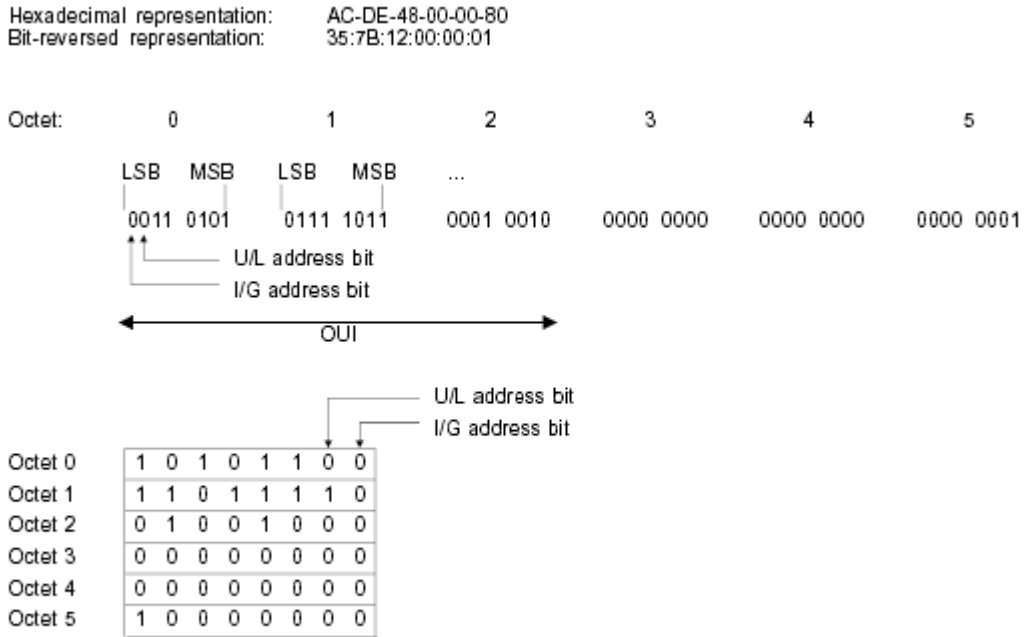 Hexadecimal representation: AC-DE-48-00-00-80
Bit-reversed representation: 35:7B:12:00:00:01
Octet: 0 1 2 3 4 5
LSB MSB LSB MSB ...
0011 0101 0111 1011 0001 0010 0000 0000 0000 0000 0000 0001
U/L address bit
I/G address bit
OUI
U/L address bit
I/G address bit
Octet 0 1 0 1 0 1 1 0 0
Octet 1 1 1 0 1 1 1 1 0
Octet 2 0 1 0 0 1 0 0 0
Octet 3 0 0 0 0 0 0 0 0
Octet 4 0 0 0 0 0 0 0 0
Octet 5 1 0 0 0 0 0 0 0